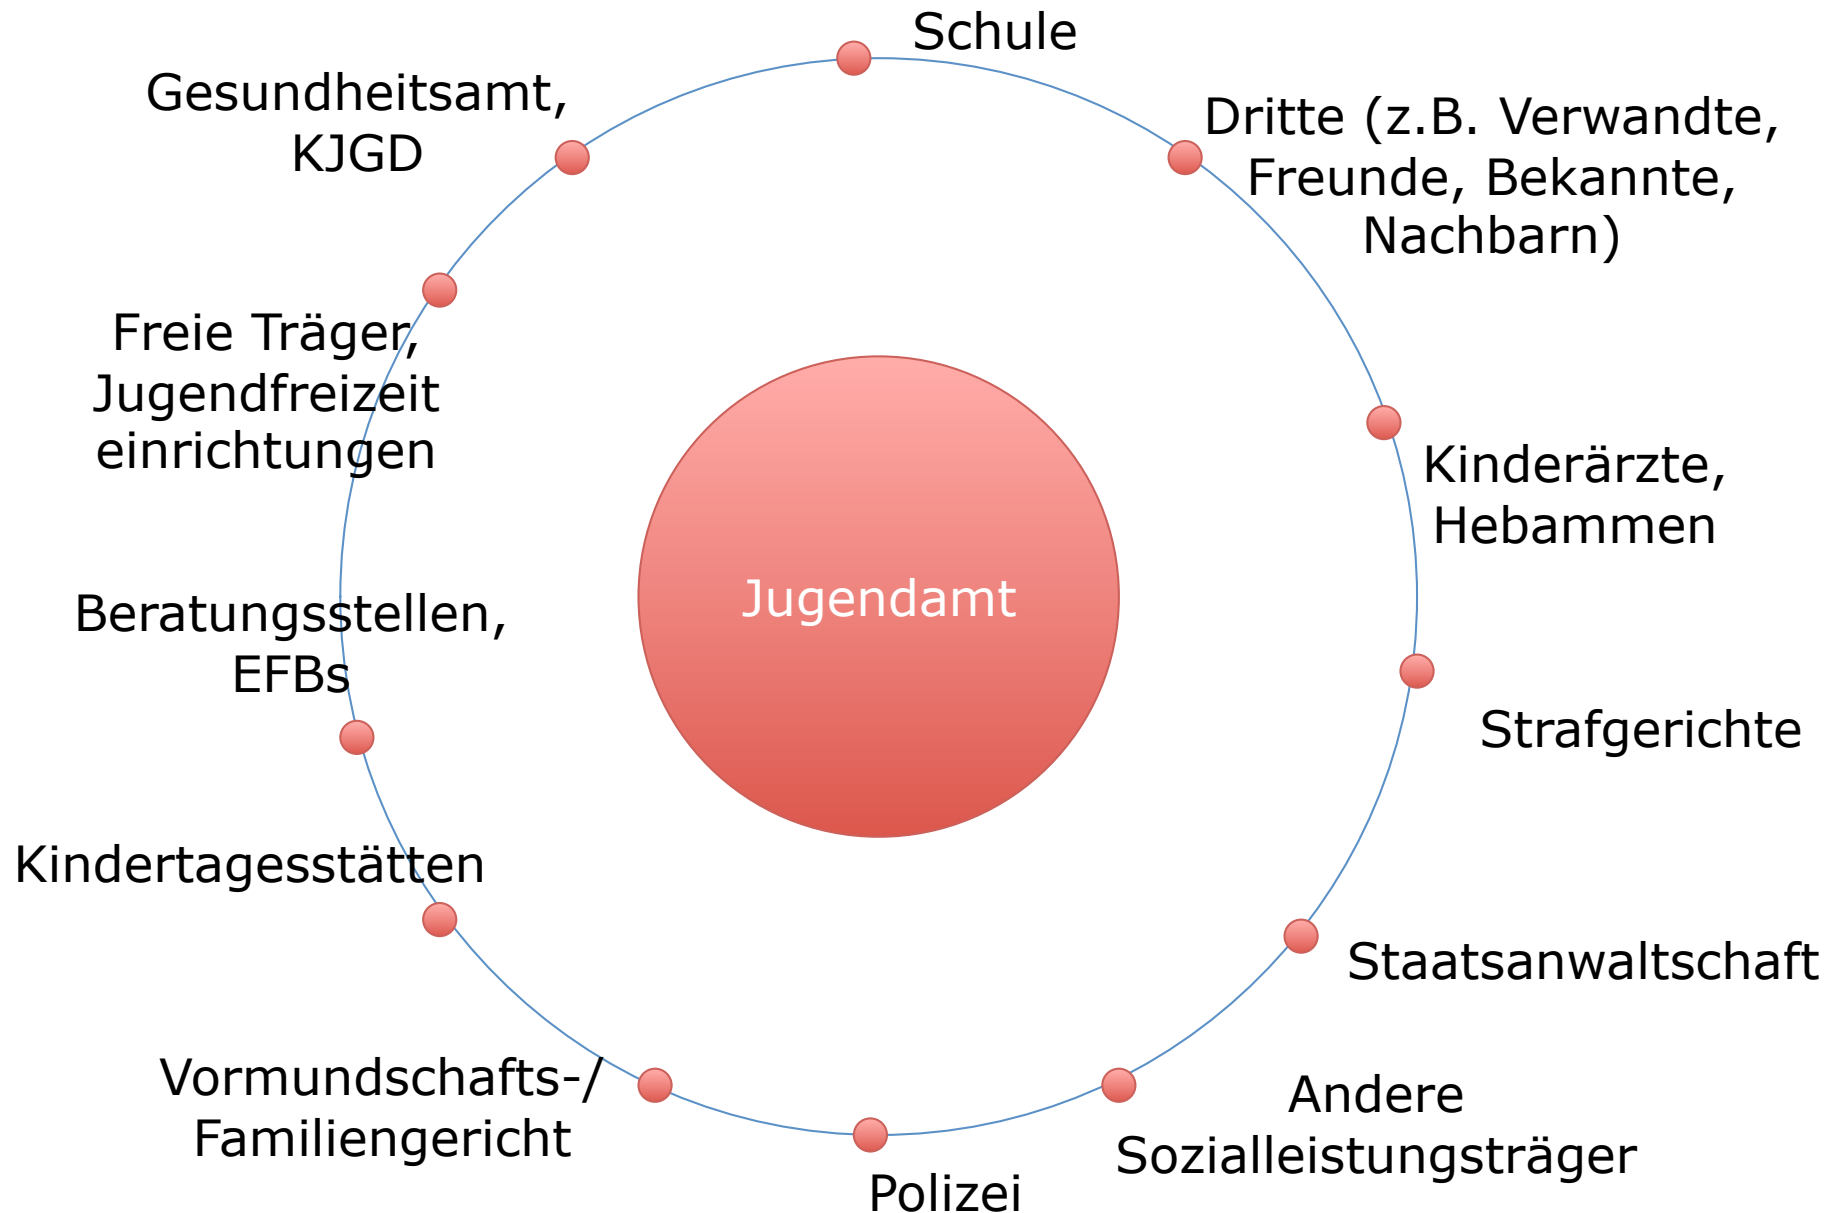 Schule
Gesundheitsamt,
KJGD
Dritte (z.B. Verwandte,
Freunde, Bekannte,
Nachbarn)
Freie Träger,
Jugendfreizeit
einrichtungen
Kinderärzte,
Hebammen
Jugendamt
Beratungsstellen,
EFBs
Strafgerichte
Kindertagesstätten
Staatsanwaltschaft
Vormundschafts-/
Familiengericht
Andere
Sozialleistungsträger
Polizei